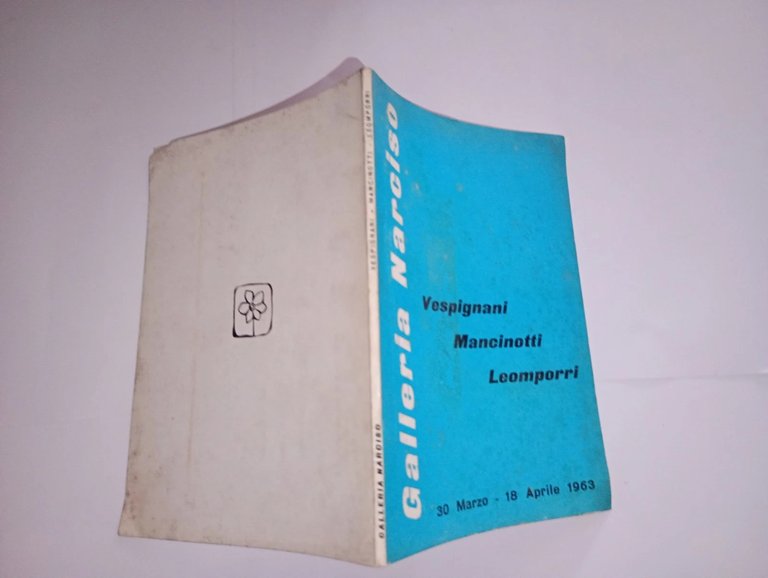 Galleria Narciso
Vespignani
Mancinotti
Leomporri
30 Marzo - 18 Aprile 1963
VESPIGNANI - MANCINOTTI - LEOMPORRI
GALLERIA NARCISO